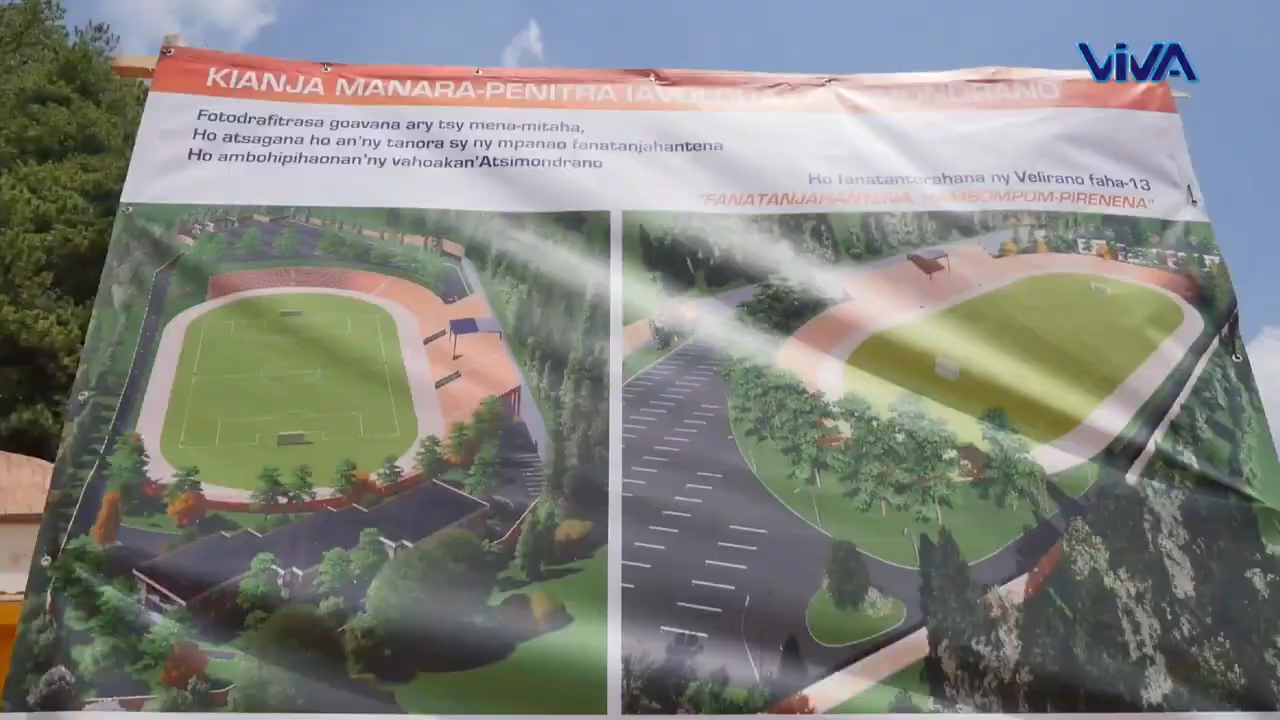 ViVA
KIANJA MANARA-PENITRA
Fotodrafitrasa goavana ary tsy mena-mitaha,
Ho atsagana ho an'ny tanora sy ny mpanao fanatanjahantena
Ho ambohipihaonan'ny vahoakan'Atsimondrano
Ho fanatanterahana ny Velirano faha-13
"FANATANJAHANTENA,